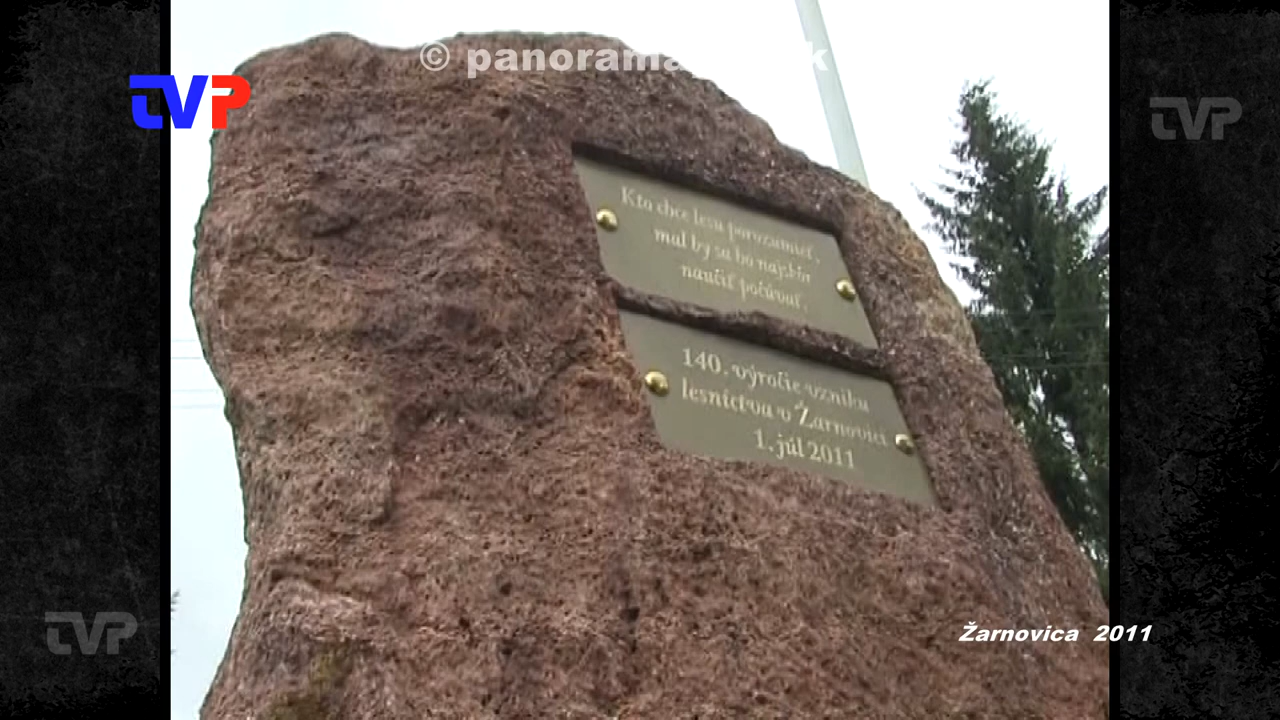 © panorama
TVP
TVP
Kto chce lesu porozumieť,
mal by sa ho najskôr
naučiť počúvať.
140. výročie vzniku
lesníctva v Žarnovici
1. júl 2011
TVP
Žarnovica 2011